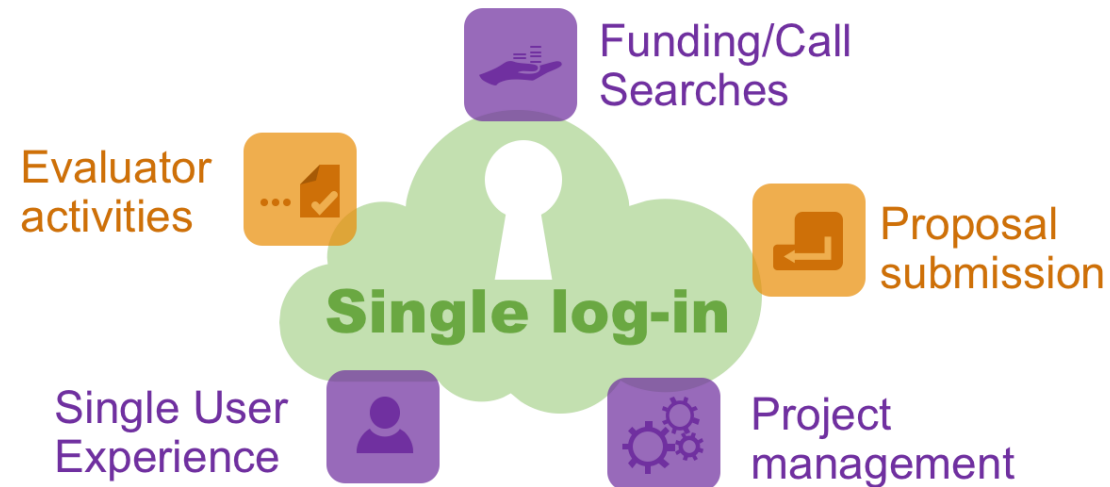 Funding/Call
Searches
Evaluator
activities
Proposal
submission
Single log-in
Single User
Experience
Project
management